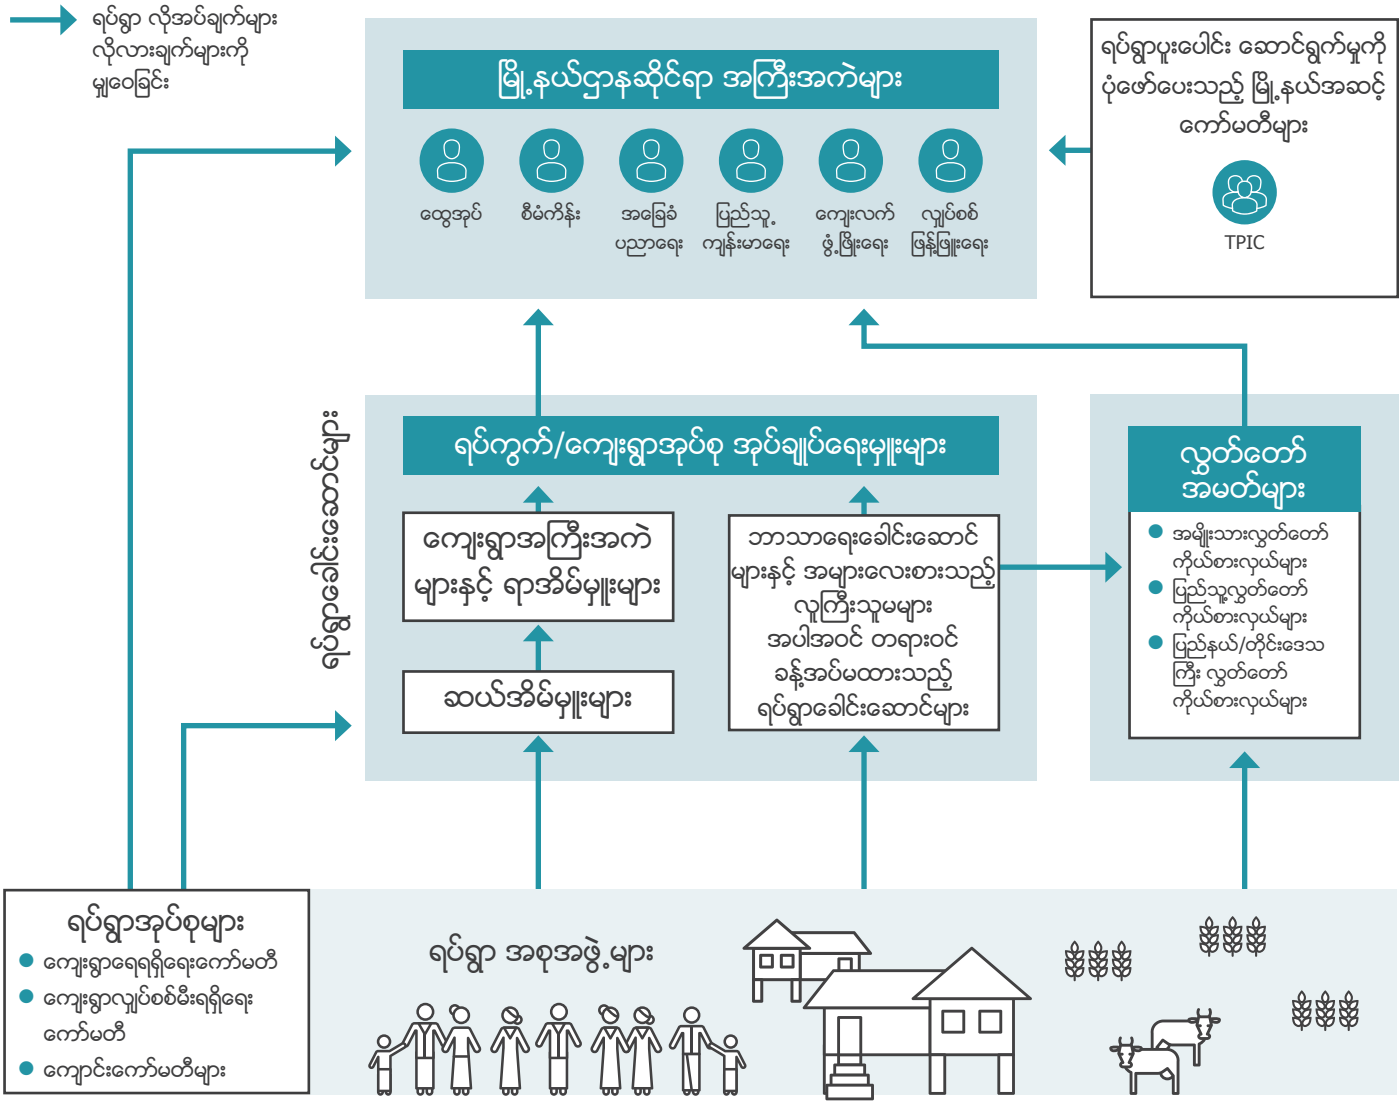 ရပ်ရွာ လိုအပ်ချက်များ
လိုလားချက်များကို
မျှဝေခြင်း
မြို့နယ်ဌာနဆိုင်ရာ အကြီးအကဲများ
ထွေအုပ်
စီမံကိန်း
အခြေခံ
ပညာရေး
ပြည်သူ့
ကျန်းမာရေး
ကျေးလက်
ဖွံ့ဖြိုးရေး
လျှပ်စစ်
ဖြန့်ဖြူးရေး
ရပ်ရွာပူးပေါင်း ဆောင်ရွက်မှုကို
ပုံဖော်ပေးသည့် မြို့နယ်အဆင့်
ကော်မတီများ
TPIC
ရပ်ရွာခေါင်းဆောင်များ
ရပ်ကွက်/ကျေးရွာအုပ်စု အုပ်ချုပ်ရေးမှူးများ
ကျေးရွာအကြီးအကဲ
များနှင့် ရာအိမ်မှူးများ
ဆယ်အိမ်မှူးများ
ဘာသာရေးခေါင်းဆောင်
များနှင့် အများလေးစားသည့်
လူကြီးသူမများ
အပါအဝင် တရားဝင်
ခန့်အပ်မထားသည့်
ရပ်ရွာခေါင်းဆောင်များ
လွှတ်တော်
အမတ်များ
အမျိုးသားလွှတ်တော်
ကိုယ်စားလှယ်များ
ပြည်သူ့လွှတ်တော်
ကိုယ်စားလှယ်များ
ပြည်နယ်/တိုင်းဒေသ
ကြီး လွှတ်တော်
ကိုယ်စားလှယ်များ
ရပ်ရွာအုပ်စုများ
ကျေးရွာရေရရှိရေးကော်မတီ
ကျေးရွာလျှပ်စစ်မီးရရှိရေး
ကော်မတီ
ကျောင်းကော်မတီများ
ရပ်ရွာ အစုအဖွဲ့များ